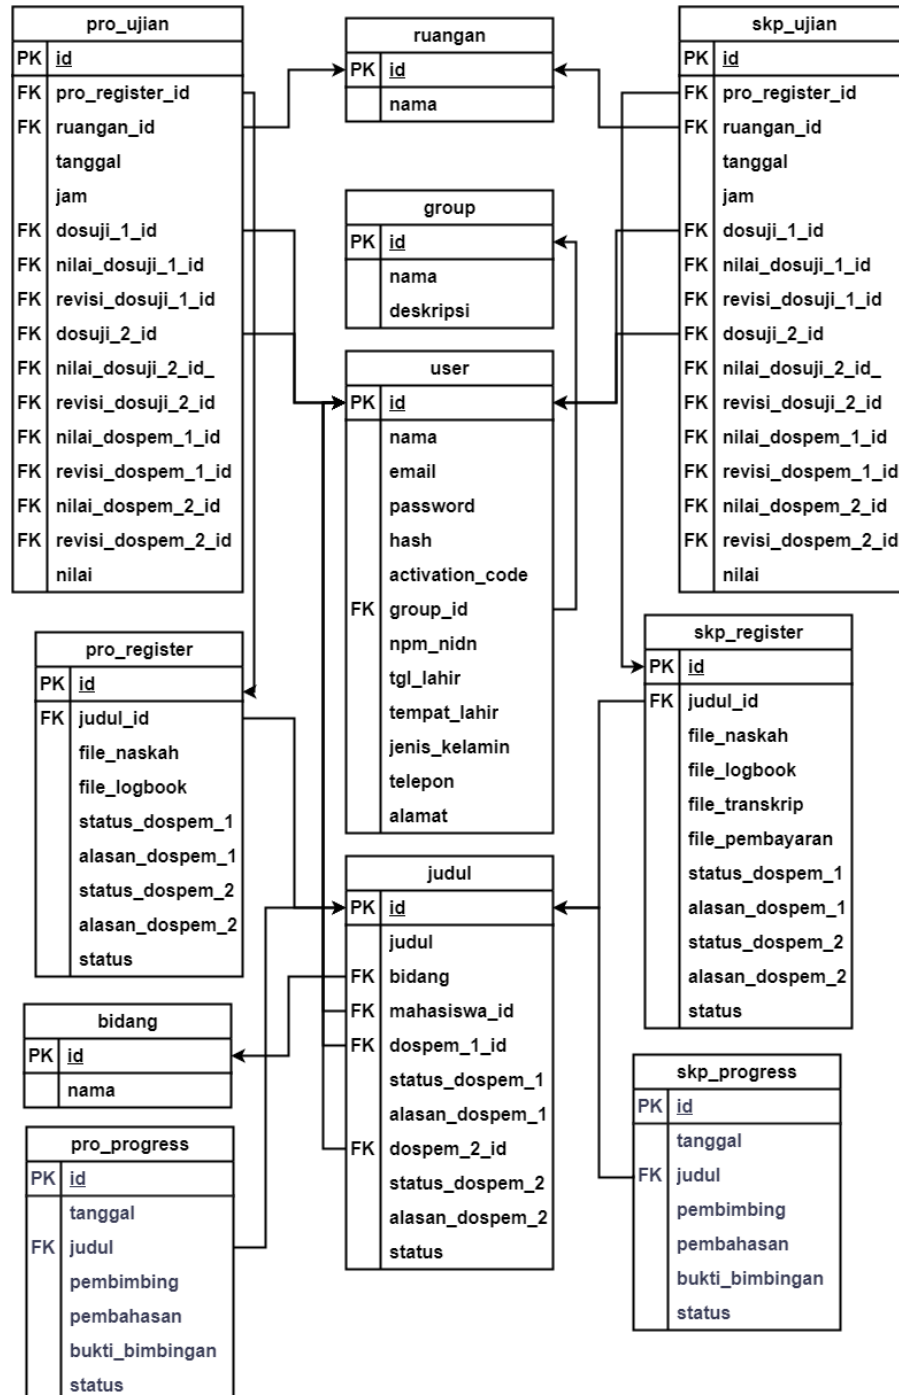 pro_ujian
PK id
FK pro_register_id
FK ruangan_id
tanggal
jam
FK dosuji_1_id
FK nilai_dosuji_1_id
FK revisi_dosuji_1_id
FK dosuji_2_id
FK nilai_dosuji_2_id_
FK revisi_dosuji_2_id
FK nilai_dospem_1_id
FK revisi_dospem_1_id
FK nilai_dospem_2_id
FK revisi_dospem_2_id
nilai
ruangan
PK id
nama
skp_ujian
PK id
FK pro_register_id
FK ruangan_id
tanggal
jam
FK dosuji_1_id
FK nilai_dosuji_1_id
FK revisi_dosuji_1_id
FK dosuji_2_id
FK nilai_dosuji_2_id_
FK revisi_dosuji_2_id
FK nilai_dospem_1_id
FK revisi_dospem_1_id
FK nilai_dospem_2_id
FK revisi_dospem_2_id
nilai
group
PK id
nama
deskripsi
user
PK id
nama
email
password
hash
activation_code
FK group_id
npm_nidn
tgl_lahir
tempat_lahir
jenis_kelamin
telepon
alamat
pro_register
PK id
FK judul_id
file_naskah
file_logbook
status_dospem_1
alasan_dospem_1
status_dospem_2
alasan_dospem_2
status
skp_register
PK id
FK judul_id
file_naskah
file_logbook
file_transkrip
file_pembayaran
status_dospem_1
alasan_dospem_1
status_dospem_2
alasan_dospem_2
status
judul
PK id
judul
FK bidang
FK mahasiswa_id
FK dospem_1_id
status_dospem_1
alasan_dospem_1
FK dospem_2_id
status_dospem_2
alasan_dospem_2
status
bidang
PK id
nama
pro_progress
PK id
tanggal
FK judul
pembimbing
pembahasan
bukti_bimbingan
status
skp_progress
PK id
tanggal
FK judul
pembimbing
pembahasan
bukti_bimbingan
status